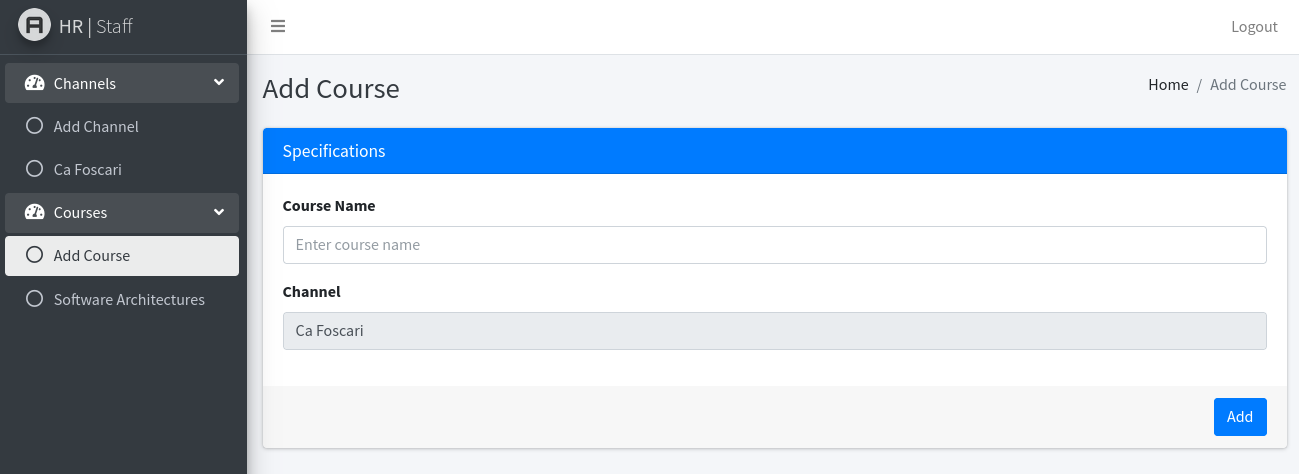 HR | Staff
Logout
Channels
Add Channel
Ca Foscari
Courses
Add Course
Software Architectures
Add Course
Home / Add Course
Specifications
Course Name
Enter course name
Channel
Ca Foscari
Add